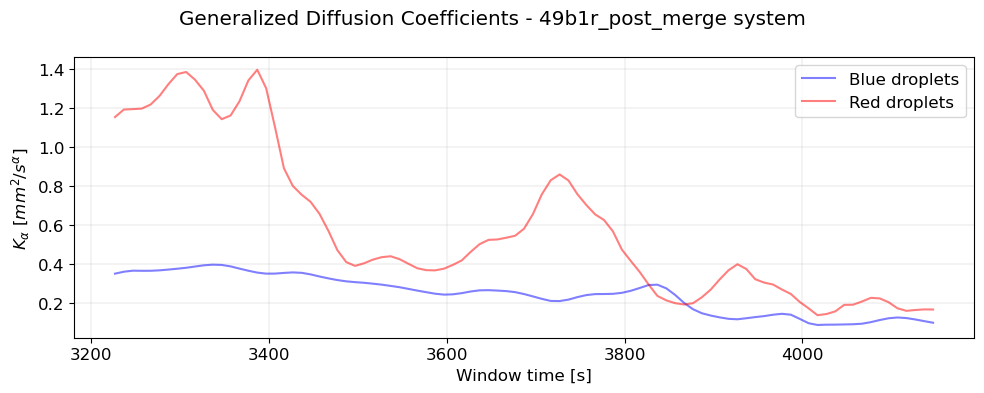 Generalized Diffusion Coefficients - 49b1r_post_merge system
Blue droplets
Red droplets
1.4
1.2
1.0
0.8
0.6
0.4
0.2
K_α [mm²/s^α]
3200 3400 3600 3800 4000
Window time [s]